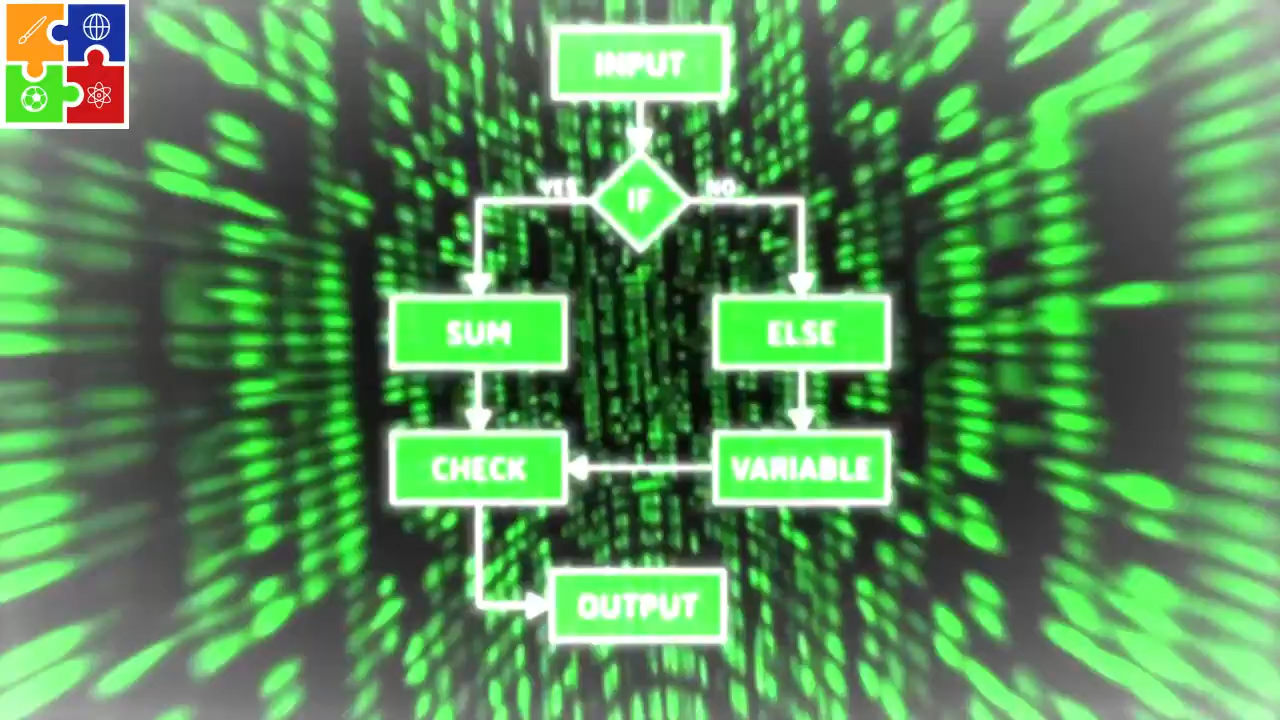 INPUT
YES
IF
NO
SUM
ELSE
CHECK
VARIABLE
OUTPUT